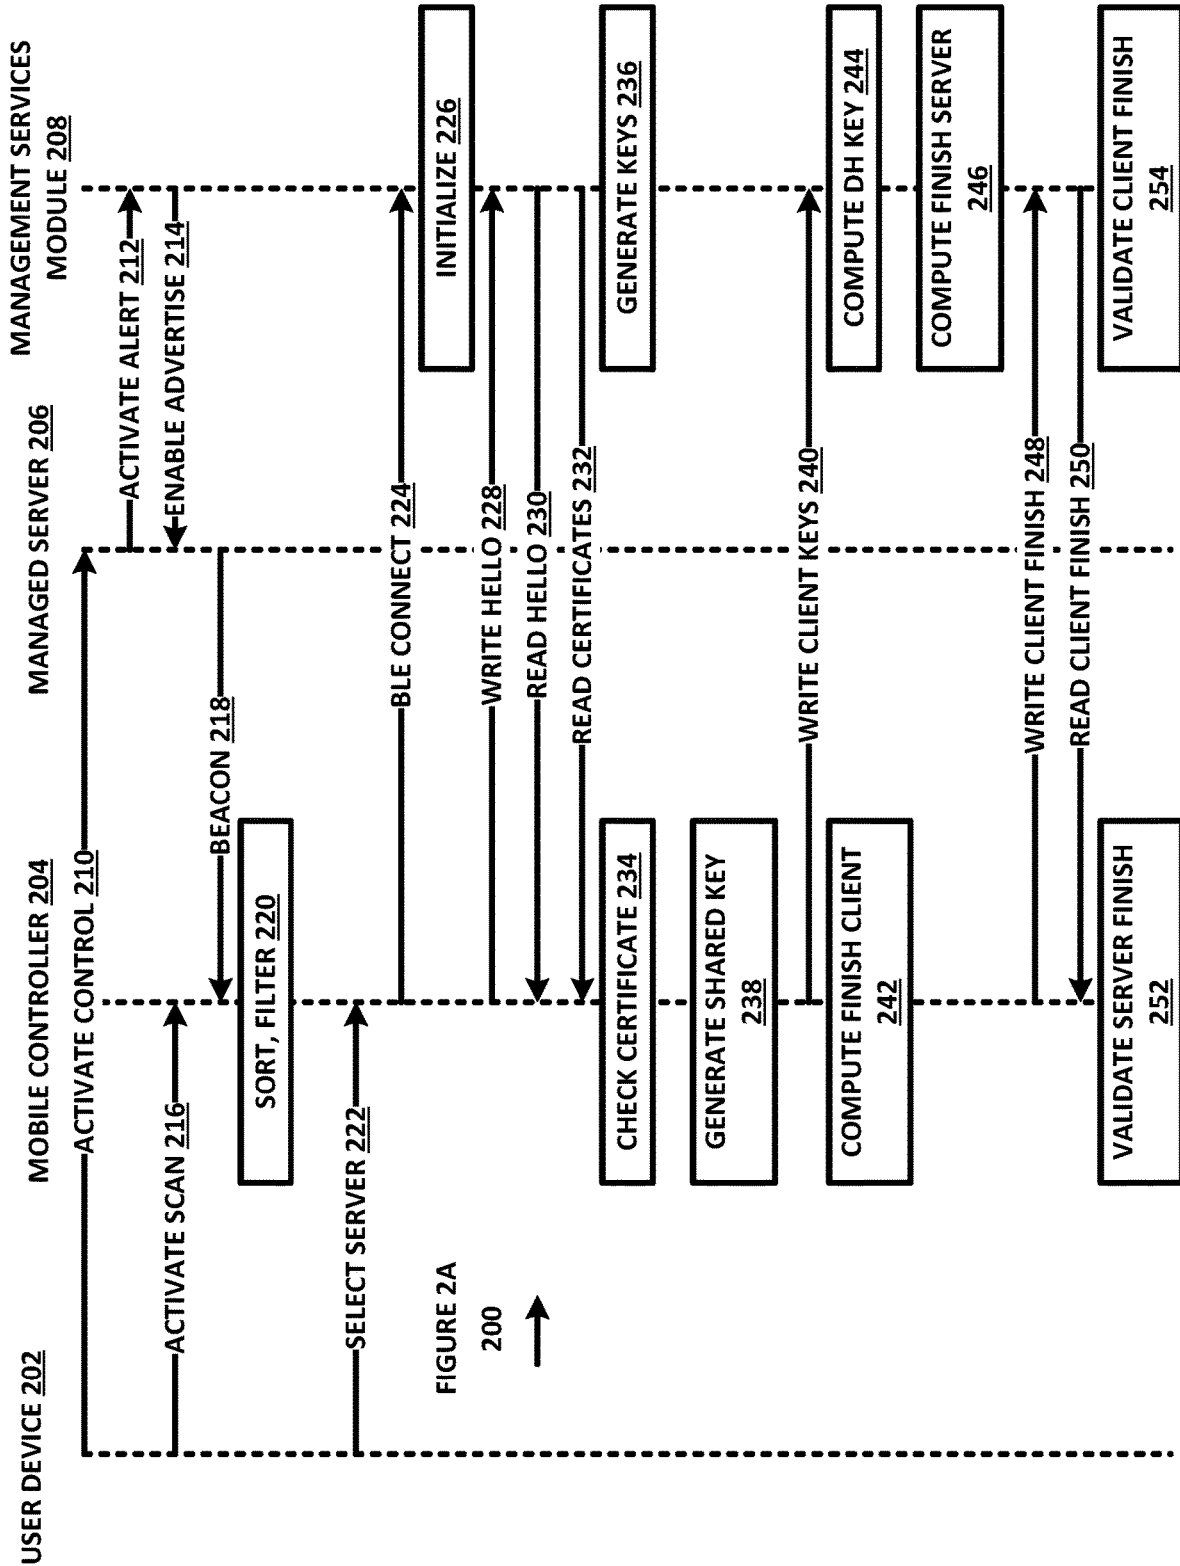 USER DEVICE 202
MOBILE CONTROLLER 204
MANAGED SERVER 206
MANAGEMENT SERVICES
MODULE 208
ACTIVATE CONTROL 210
ACTIVATE ALERT 212
ENABLE ADVERTISE 214
ACTIVATE SCAN 216
BEACON 218
SORT, FILTER 220
SELECT SERVER 222
BLE CONNECT 224
INITIALIZE 226
WRITE HELLO 228
READ HELLO 230
READ CERTIFICATES 232
CHECK CERTIFICATE 234
GENERATE KEYS 236
GENERATE SHARED KEY
238
WRITE CLIENT KEYS 240
COMPUTE FINISH CLIENT
242
COMPUTE DH KEY 244
COMPUTE FINISH SERVER
246
WRITE CLIENT FINISH 248
READ CLIENT FINISH 250
VALIDATE SERVER FINISH
252
VALIDATE CLIENT FINISH
254
FIGURE 2A
200